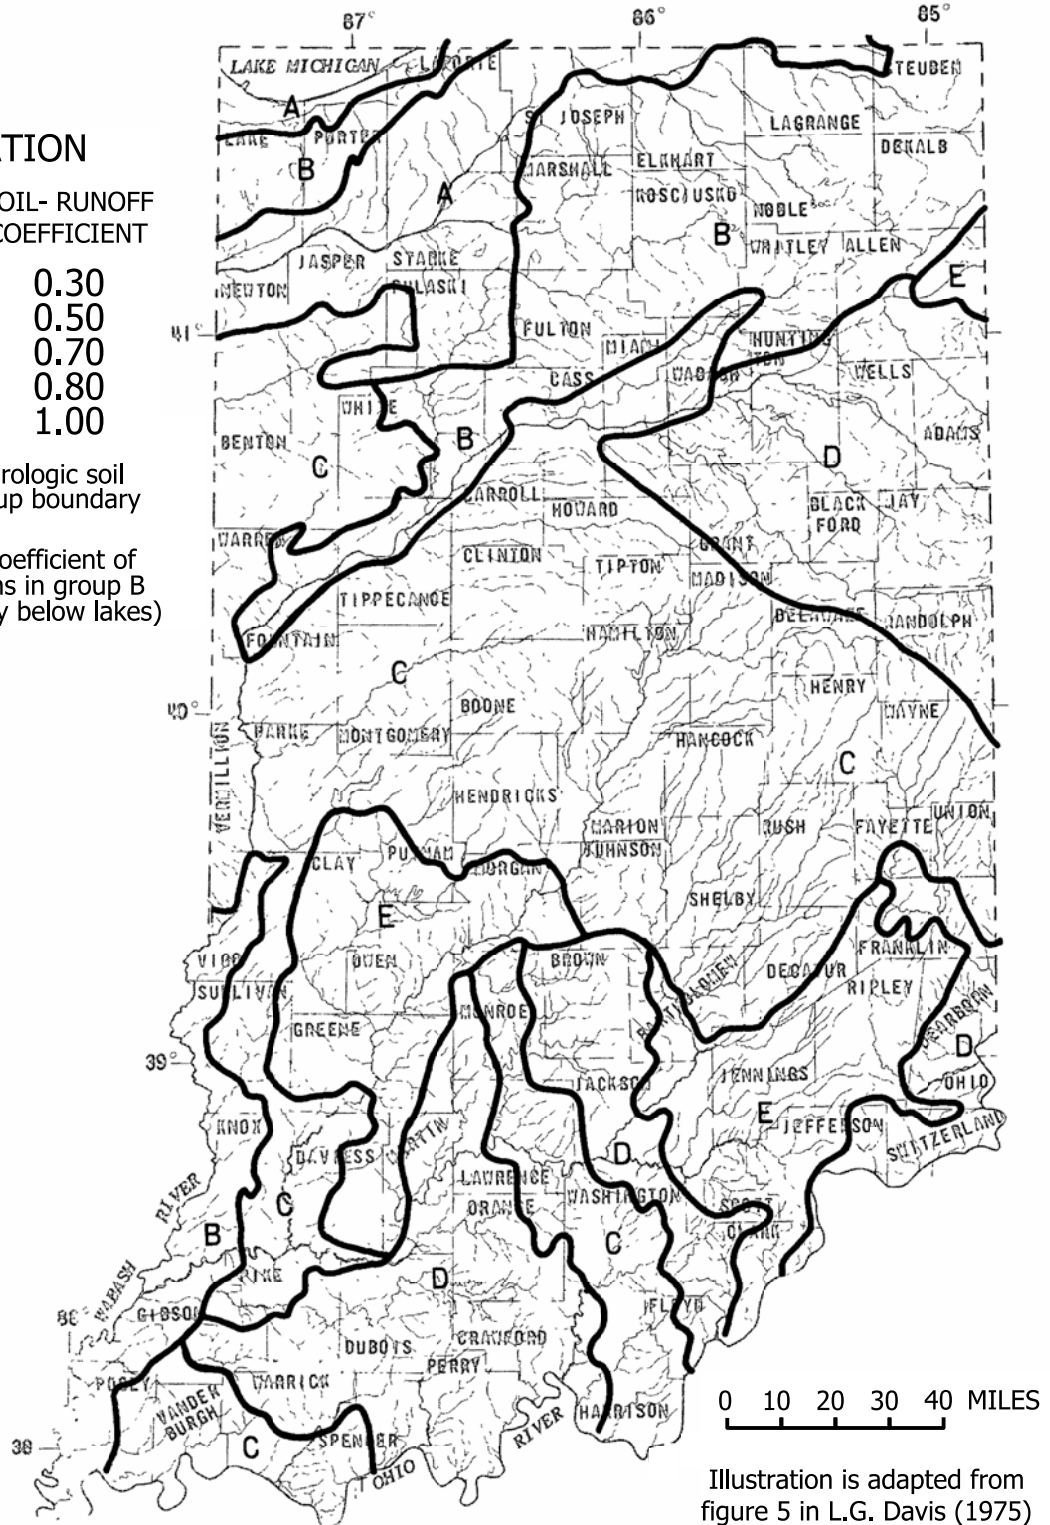 87°
86°
85°
LAKE MICHIGAN
LAPORTE
STEUBEN
A
LAKE
PORTER
ST JOSEPH
LAGRANGE
DEKALB
ATION
B
MARSHALL
ELKHART
OIL- RUNOFF
COEFFICIENT
A
KOSCIUSKO
NOBLE
B
WHITLEY
ALLEN
JASPER
STARKE
E
0.30
NEWTON
PULASKI
0.50
41°
FULTON
MIAMI
HUNTING
TON
0.70
0.80
CASS
WABASH
WELLS
1.00
WHITE
BENTON
B
ADAMS
C
D
rologic soil
up boundary
CARROLL
HOWARD
BLACK
FORD
JAY
WARREN
CLINTON
GRANT
oefficient of
ns in group B
y below lakes)
TIPTON
MADISON
TIPPECANOE
DELAWARE
RANDOLPH
FOUNTAIN
HAMILTON
C
HENRY
BOONE
WAYNE
40°
PARKE
MONTGOMERY
HANCOCK
VERMILLION
C
HENDRICKS
MARION
RUSH
FAYETTE
UNION
CLAY
PUTNAM
MORGAN
JOHNSON
SHELBY
E
VIGO
OWEN
BROWN
DECATUR
FRANKLIN
RIPLEY
SULLIVAN
MONROE
BARTHOLOMEW
DEARBORN
GREENE
39°
D
JACKSON
JENNINGS
OHIO
KNOX
E
JEFFERSON
SWITZERLAND
DAVIESS
MARTIN
D
LAWRENCE
ORANGE
WASHINGTON
SCOTT
CLARK
WABASH RIVER
B
C
C
PIKE
D
GIBSON
FLOYD
DUBOIS
CRAWFORD
PERRY
POSEY
VANDER
BURGH
WARRICK
HARRISON
0 10 20 30 40 MILES
38
C
SPENCER
OHIO RIVER
Illustration is adapted from
figure 5 in L.G. Davis (1975)